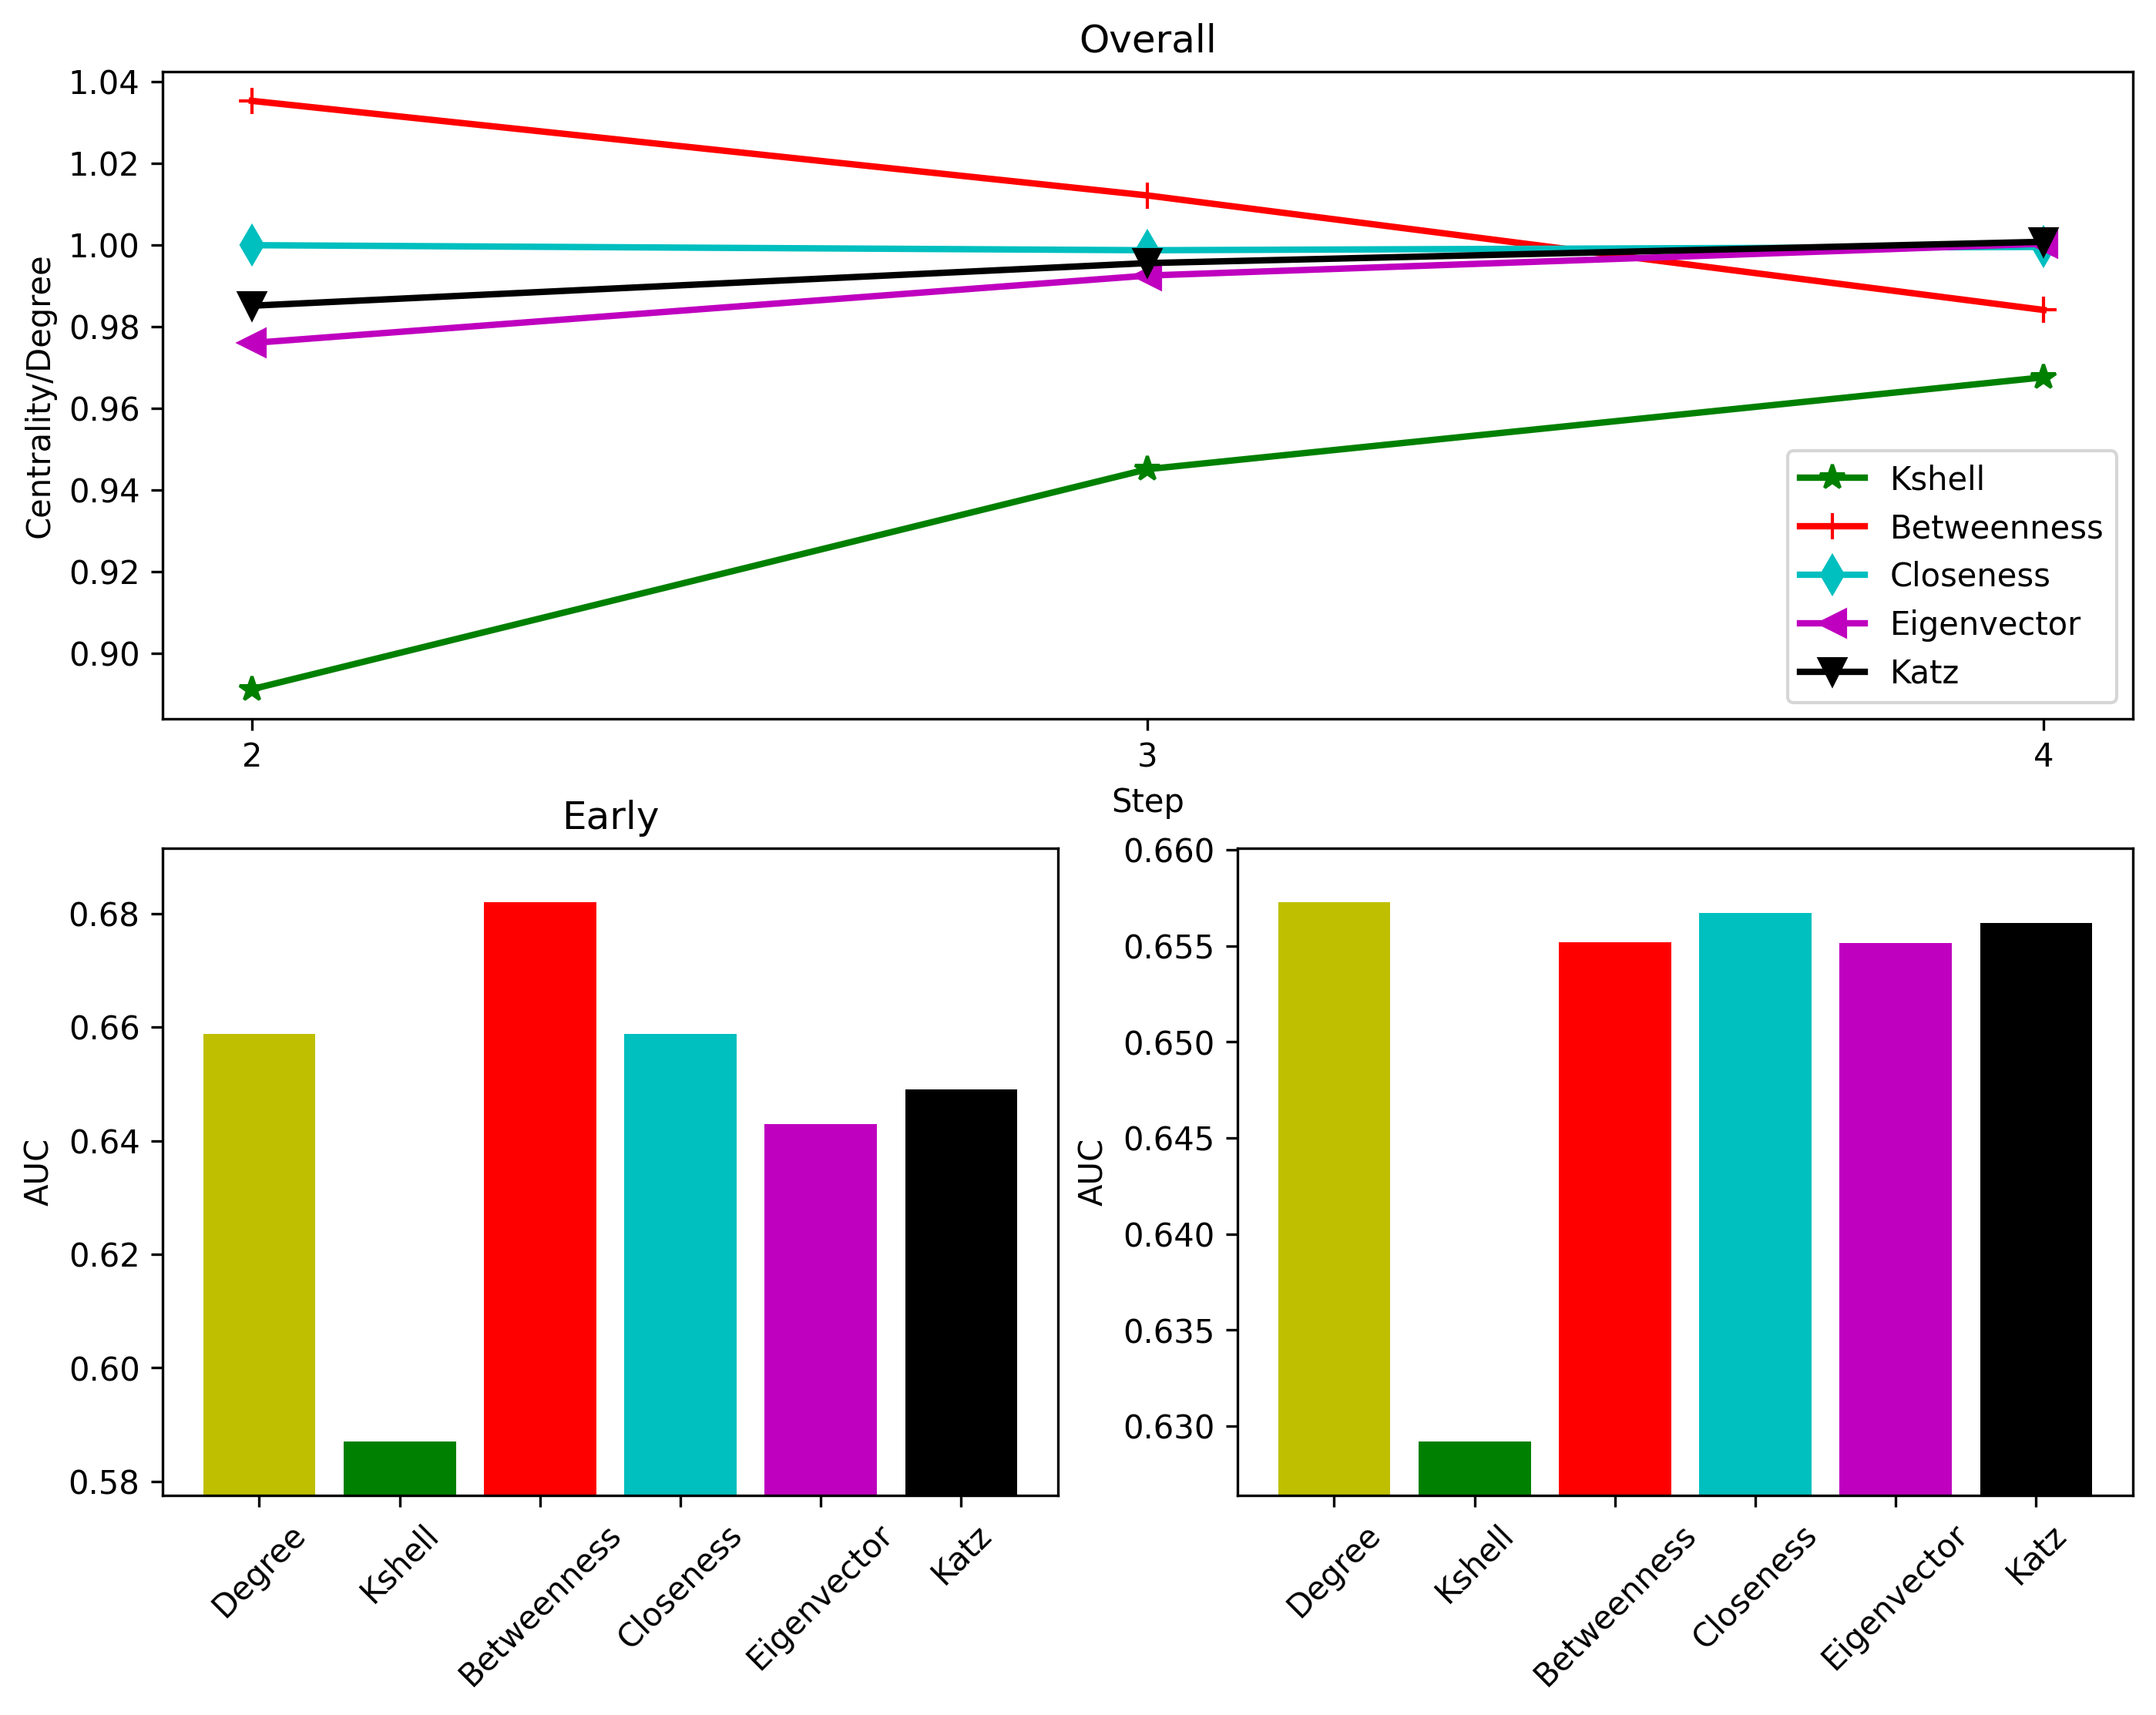 Overall
Centrality/Degree
1.04
1.02
1.00
0.98
0.96
0.94
0.92
0.90
Kshell
Betweenness
Closeness
Eigenvector
Katz
2
3
4
Step
Early
AUC
0.68
0.66
0.64
0.62
0.60
0.58
Degree
Kshell
Betweenness
Closeness
Eigenvector
Katz
AUC
0.660
0.655
0.650
0.645
0.640
0.635
0.630
Degree
Kshell
Betweenness
Closeness
Eigenvector
Katz